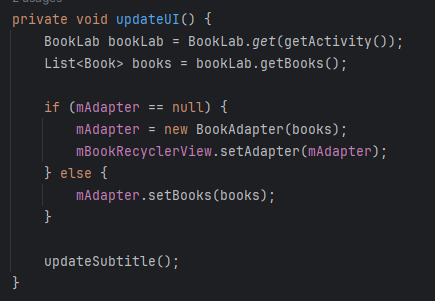 2 usages
private void updateUI() {
    BookLab bookLab = BookLab.get(getActivity());
    List<Book> books = bookLab.getBooks();

    if (mAdapter == null) {
        mAdapter = new BookAdapter(books);
        mBookRecyclerView.setAdapter(mAdapter);
    } else {
        mAdapter.setBooks(books);
    }

    updateSubtitle();
}